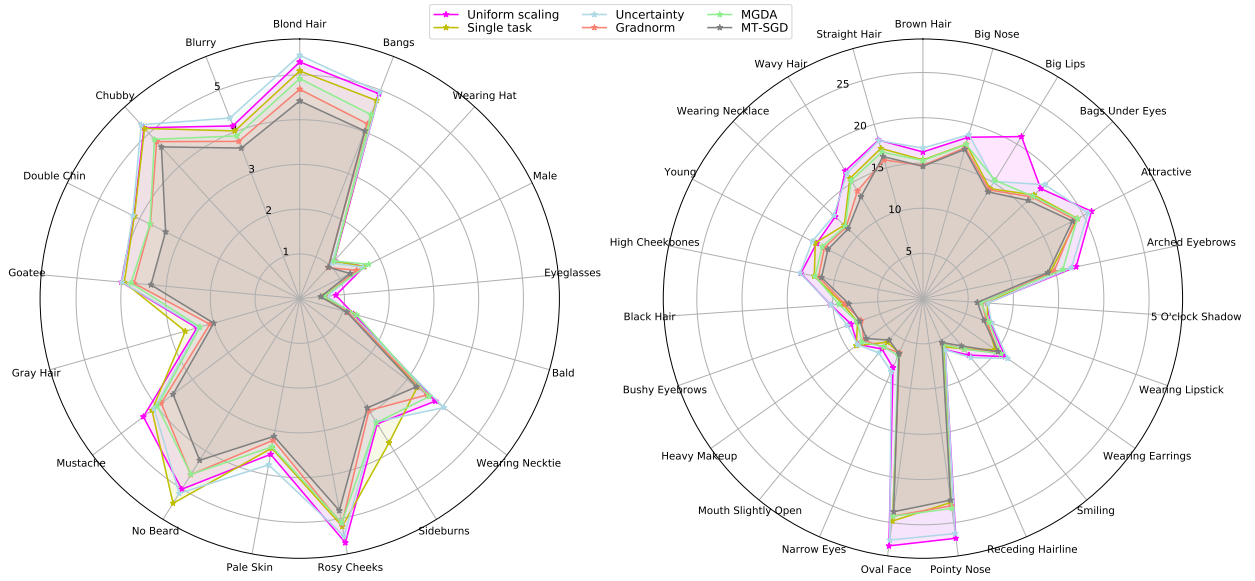 Uniform scaling
Single task
Uncertainty
Gradnorm
MGDA
MT-SGD
Blond Hair
Bangs
Wearing Hat
Male
Eyeglasses
Bald
Wearing Necktie
Sideburns
Rosy Cheeks
Pale Skin
No Beard
Mustache
Gray Hair
Goatee
Double Chin
Chubby
Blurry
1
2
3
5
Brown Hair
Big Nose
Big Lips
Bags Under Eyes
Attractive
Arched Eyebrows
5 O'clock Shadow
Wearing Lipstick
Wearing Earrings
Smiling
Receding Hairline
Pointy Nose
Oval Face
Narrow Eyes
Mouth Slightly Open
Heavy Makeup
Bushy Eyebrows
Black Hair
High Cheekbones
Young
Wearing Necklace
Wavy Hair
Straight Hair
5
10
15
20
25